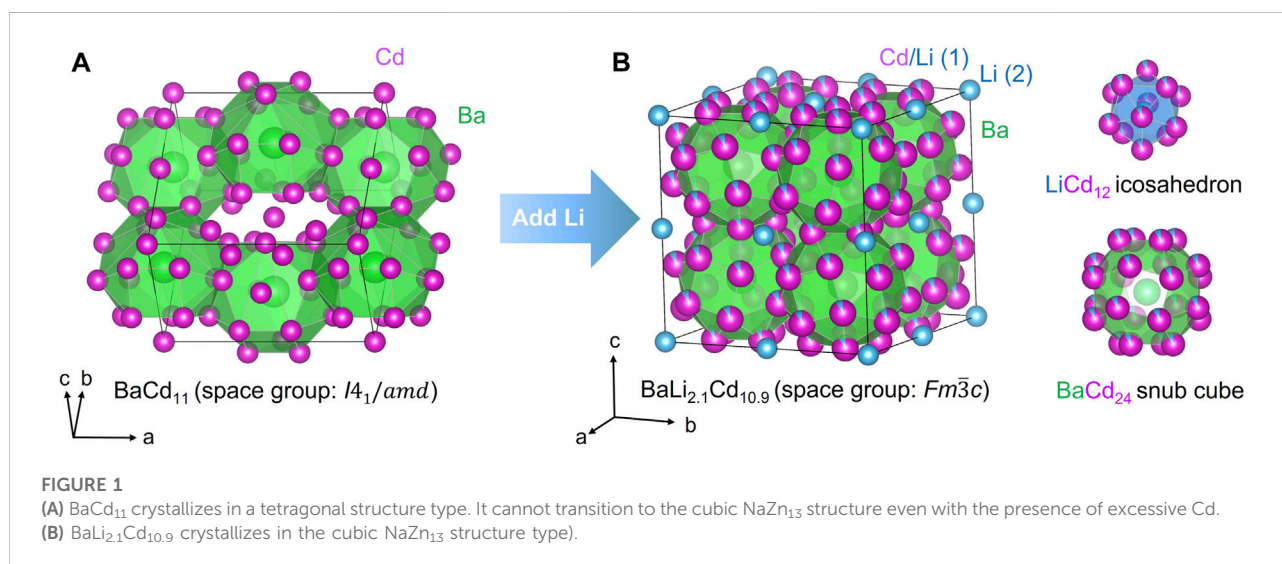 A
Cd
Ba
c
b
a
BaCd₁₁ (space group: I4₁/amd)
Add Li
B
Cd/Li (1)
Li (2)
Ba
c
a
b
BaLi₂.₁Cd₁₀.₉ (space group: Fm3̅c)
LiCd₁₂ icosahedron
BaCd₂₄ snub cube
FIGURE 1
(A) BaCd₁₁ crystallizes in a tetragonal structure type. It cannot transition to the cubic NaZn₁₃ structure even with the presence of excessive Cd.
(B) BaLi₂.₁Cd₁₀.₉ crystallizes in the cubic NaZn₁₃ structure type).